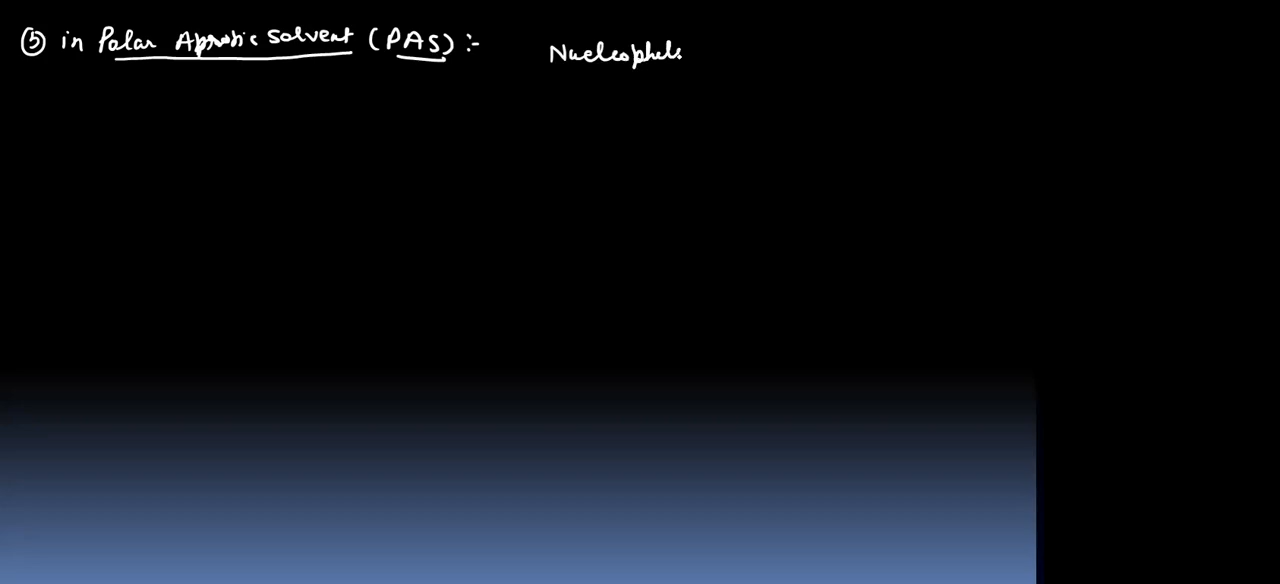 ⑤ in Polar Aprotic Solvent (PAS) :- Nucleophile